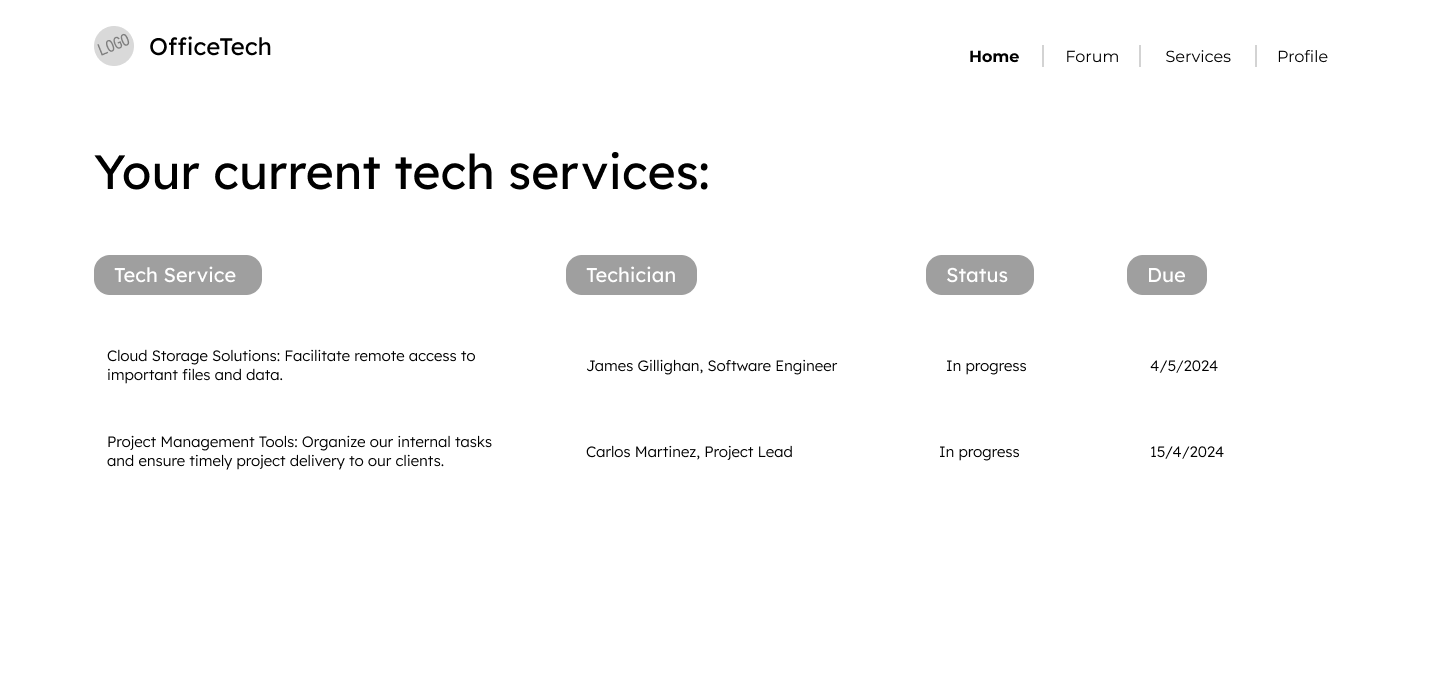 LOGO OfficeTech
Home Forum Services Profile
Your current tech services:
Tech Service Techician Status Due
Cloud Storage Solutions: Facilitate remote access to
important files and data.
James Gillighan, Software Engineer In progress 4/5/2024
Project Management Tools: Organize our internal tasks
and ensure timely project delivery to our clients.
Carlos Martinez, Project Lead In progress 15/4/2024